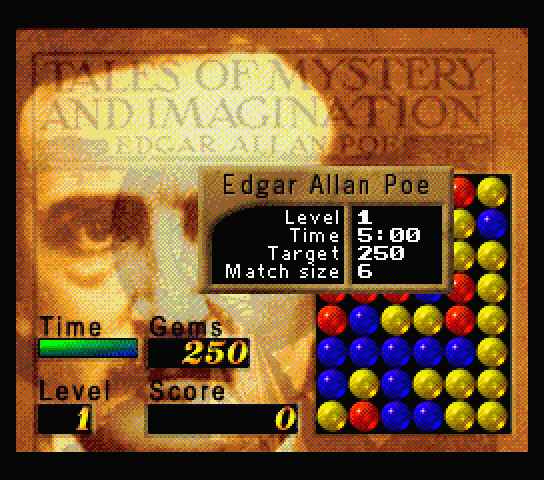 TALES OF MYSTERY
AND IMAGINATION
EDGAR ALLAN POE
Edgar Allan Poe
Level 1
Time 5:00
Target 250
Match size 6
Time
Gems
250
Level
1
Score
0